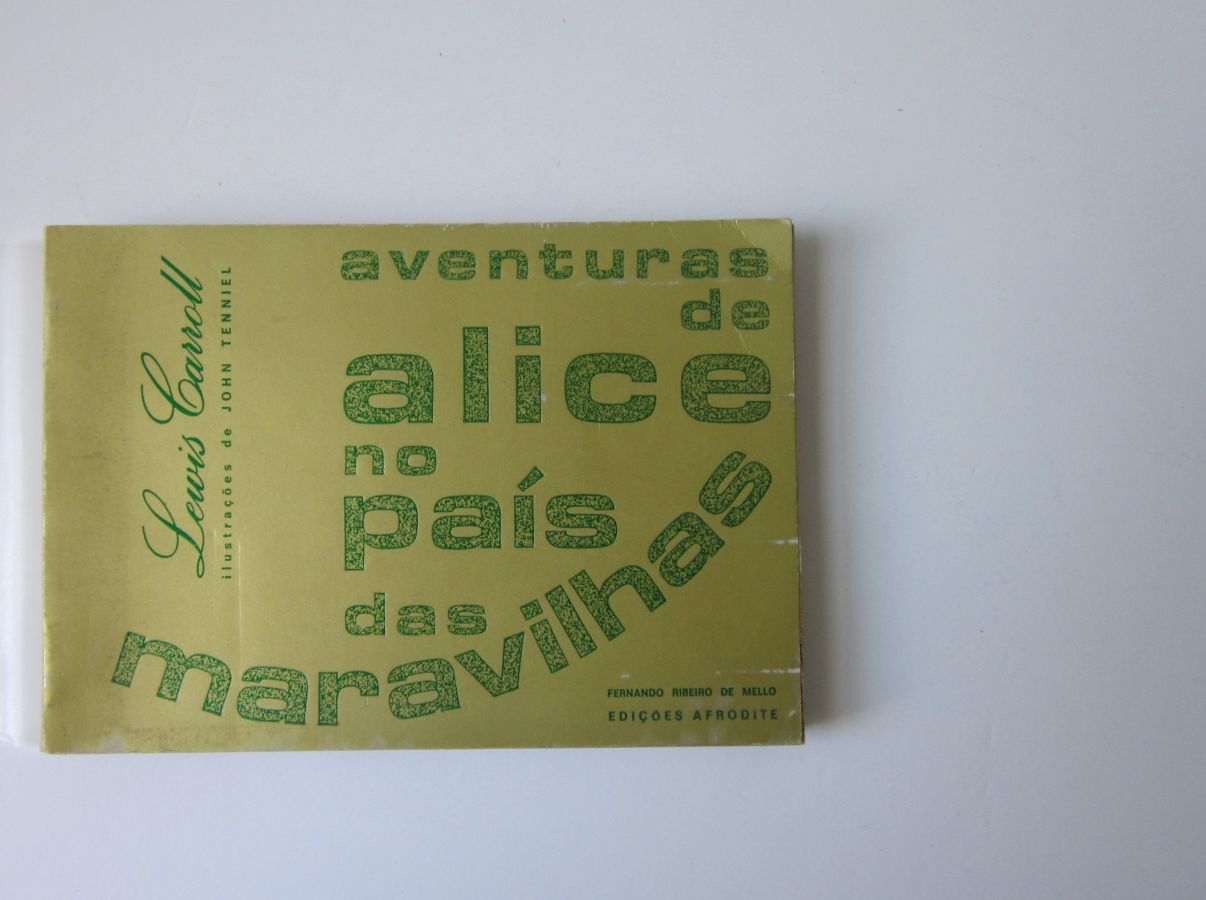 Lewis Carroll
ilustrações de JOHN TENNIEL
aventuras
de
alice
no
país
das
maravilhas
FERNANDO RIBEIRO DE MELLO
EDIÇÕES AFRODITE